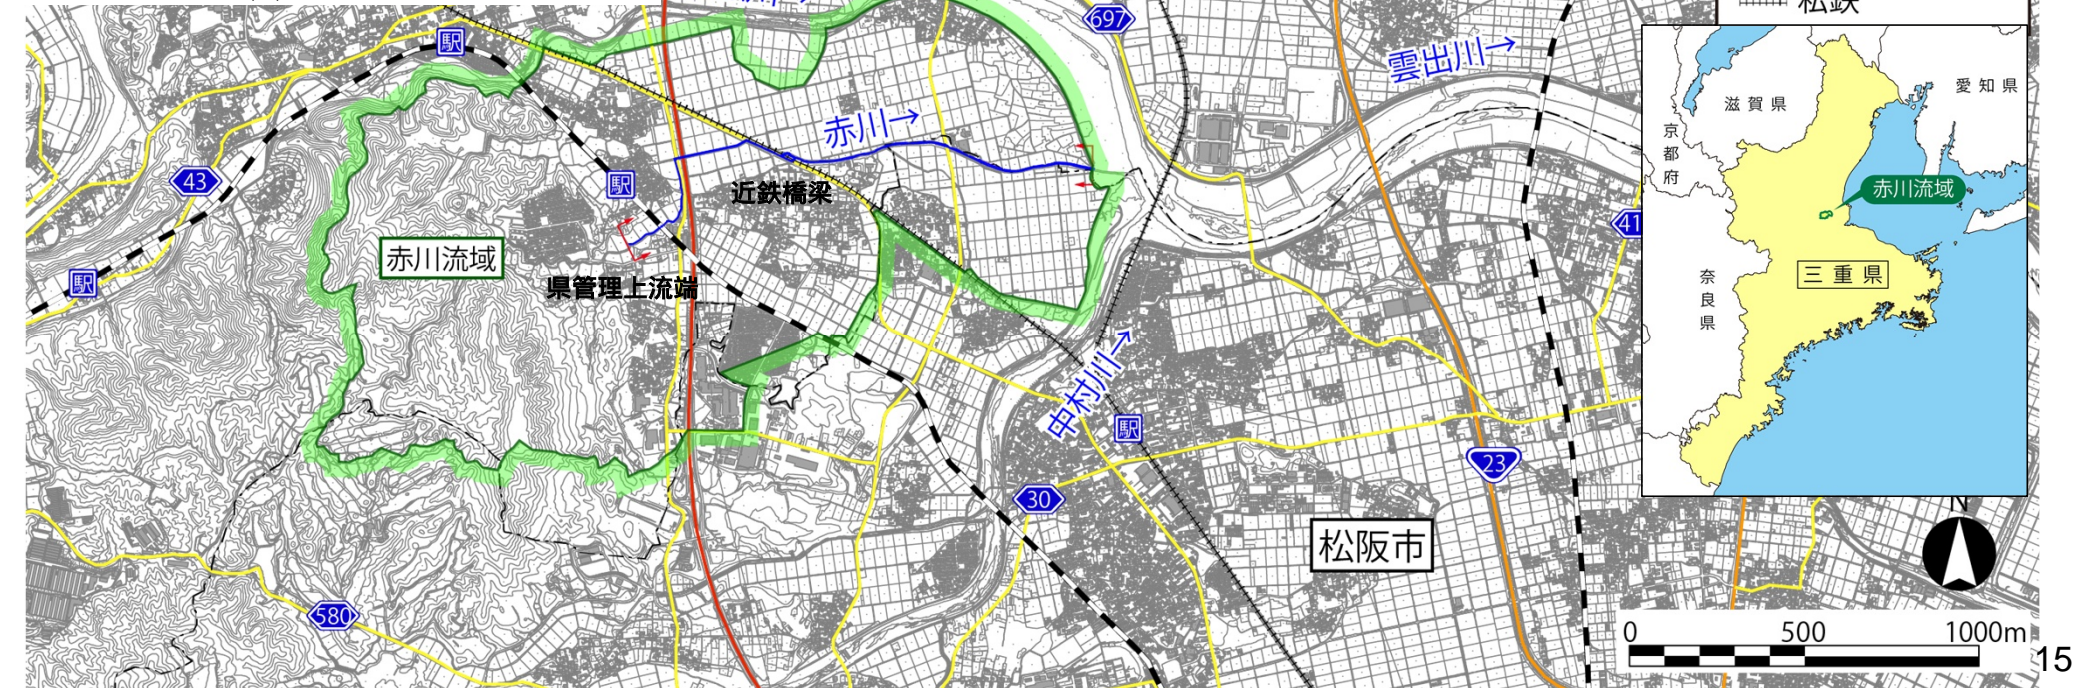 私鉄
697
雲出川→
駅
赤川→
43
駅
近鉄橋梁
駅
赤川流域
県管理上流端
中村川→
駅
41
23
30
松阪市
580
滋賀県
愛知県
京都府
赤川流域
三重県
奈良県
N
0 500 1000m
15